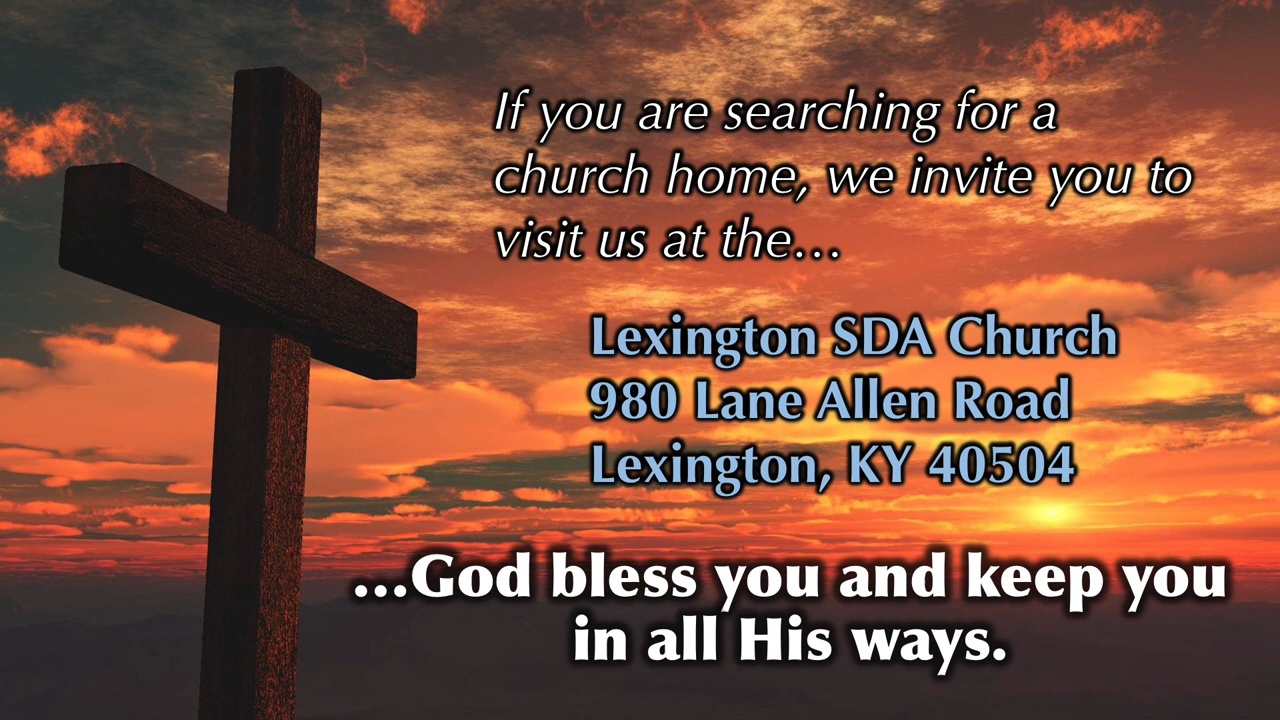 If you are searching for a
church home, we invite you to
visit us at the...
Lexington SDA Church
980 Lane Allen Road
Lexington, KY 40504
...God bless you and keep you
in all His ways.